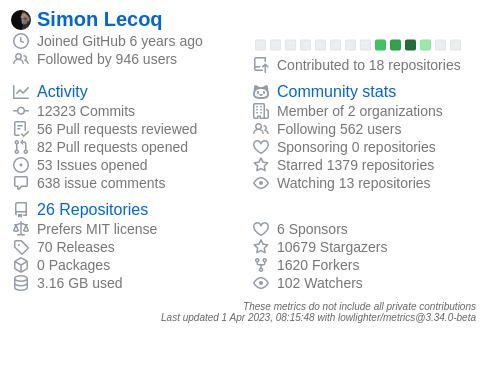 Simon Lecoq
Joined GitHub 6 years ago
Followed by 946 users
Contributed to 18 repositories
Activity
12323 Commits
56 Pull requests reviewed
82 Pull requests opened
53 Issues opened
638 issue comments
Community stats
Member of 2 organizations
Following 562 users
Sponsoring 0 repositories
Starred 1379 repositories
Watching 13 repositories
26 Repositories
Prefers MIT license
70 Releases
0 Packages
3.16 GB used
6 Sponsors
10679 Stargazers
1620 Forkers
102 Watchers
These metrics do not include all private contributions
Last updated 1 Apr 2023, 08:15:48 with lowlighter/metrics@3.34.0-beta